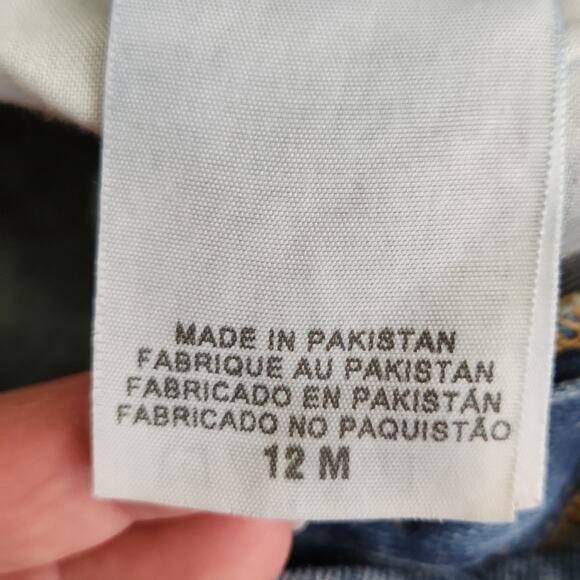 MADE IN PAKISTAN
FABRIQUE AU PAKISTAN
FABRICADO EN PAKISTÁN
FABRICADO NO PAQUISTÃO
12 M